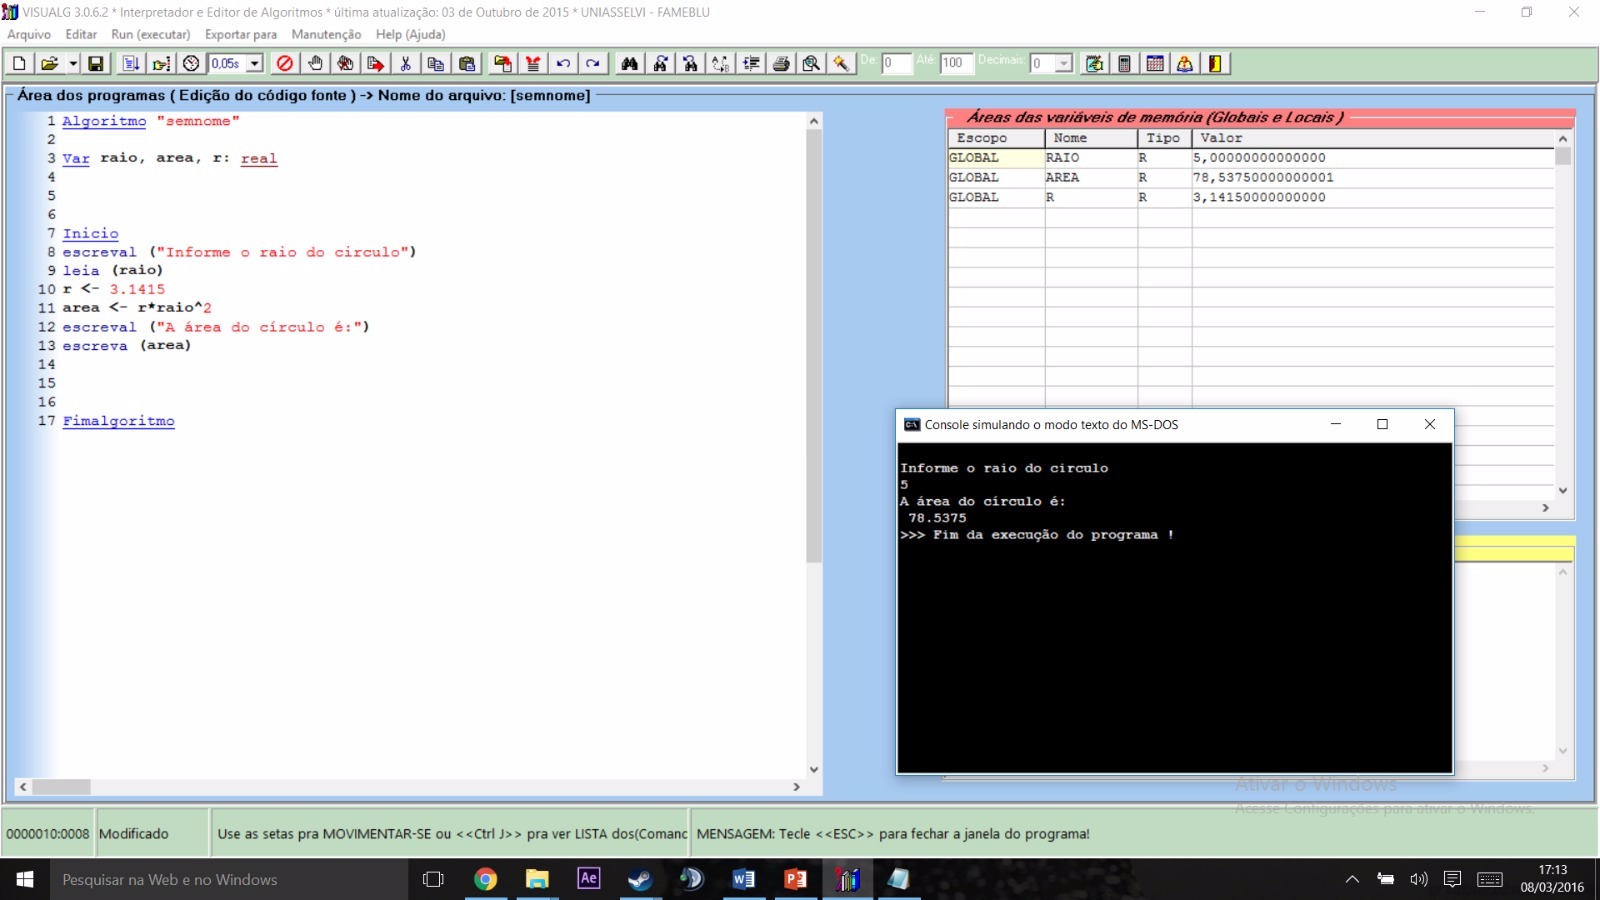 VISUALG 3.0.6.2 * Interpretador e Editor de Algoritmos * última atualização: 03 de Outubro de 2015 * UNIASSELVI - FAMEBLU
Arquivo Editar Run (executar) Exportar para Manutenção Help (Ajuda)
0,05s De: 0 Até: 100 Decimais: 0
Área dos programas ( Edição do código fonte ) -> Nome do arquivo: [semnome]
1 Algoritmo "semnome"
2
3 Var raio, area, r: real
4
5
6
7 Inicio
8 escreval ("Informe o raio do circulo")
9 leia (raio)
10 r <- 3.1415
11 area <- r*raio^2
12 escreval ("A área do círculo é:")
13 escreva (area)
14
15
16
17 Fimalgoritmo
Áreas das variáveis de memória (Globais e Locais )
Escopo Nome Tipo Valor
GLOBAL RAIO R 5,00000000000000
GLOBAL AREA R 78,53750000000001
GLOBAL R R 3,14150000000000
Console simulando o modo texto do MS-DOS
Informe o raio do circulo
5
A área do círculo é:
78.5375
>>> Fim da execução do programa !
Ativar o Windows
Acesse Configurações para ativar o Windows.
0000010:0008 Modificado Use as setas pra MOVIMENTAR-SE ou <<Ctrl J>> pra ver LISTA dos(Comanc MENSAGEM: Tecle <<ESC>> para fechar a janela do programa!
Pesquisar na Web e no Windows
Ae
17:13
08/03/2016